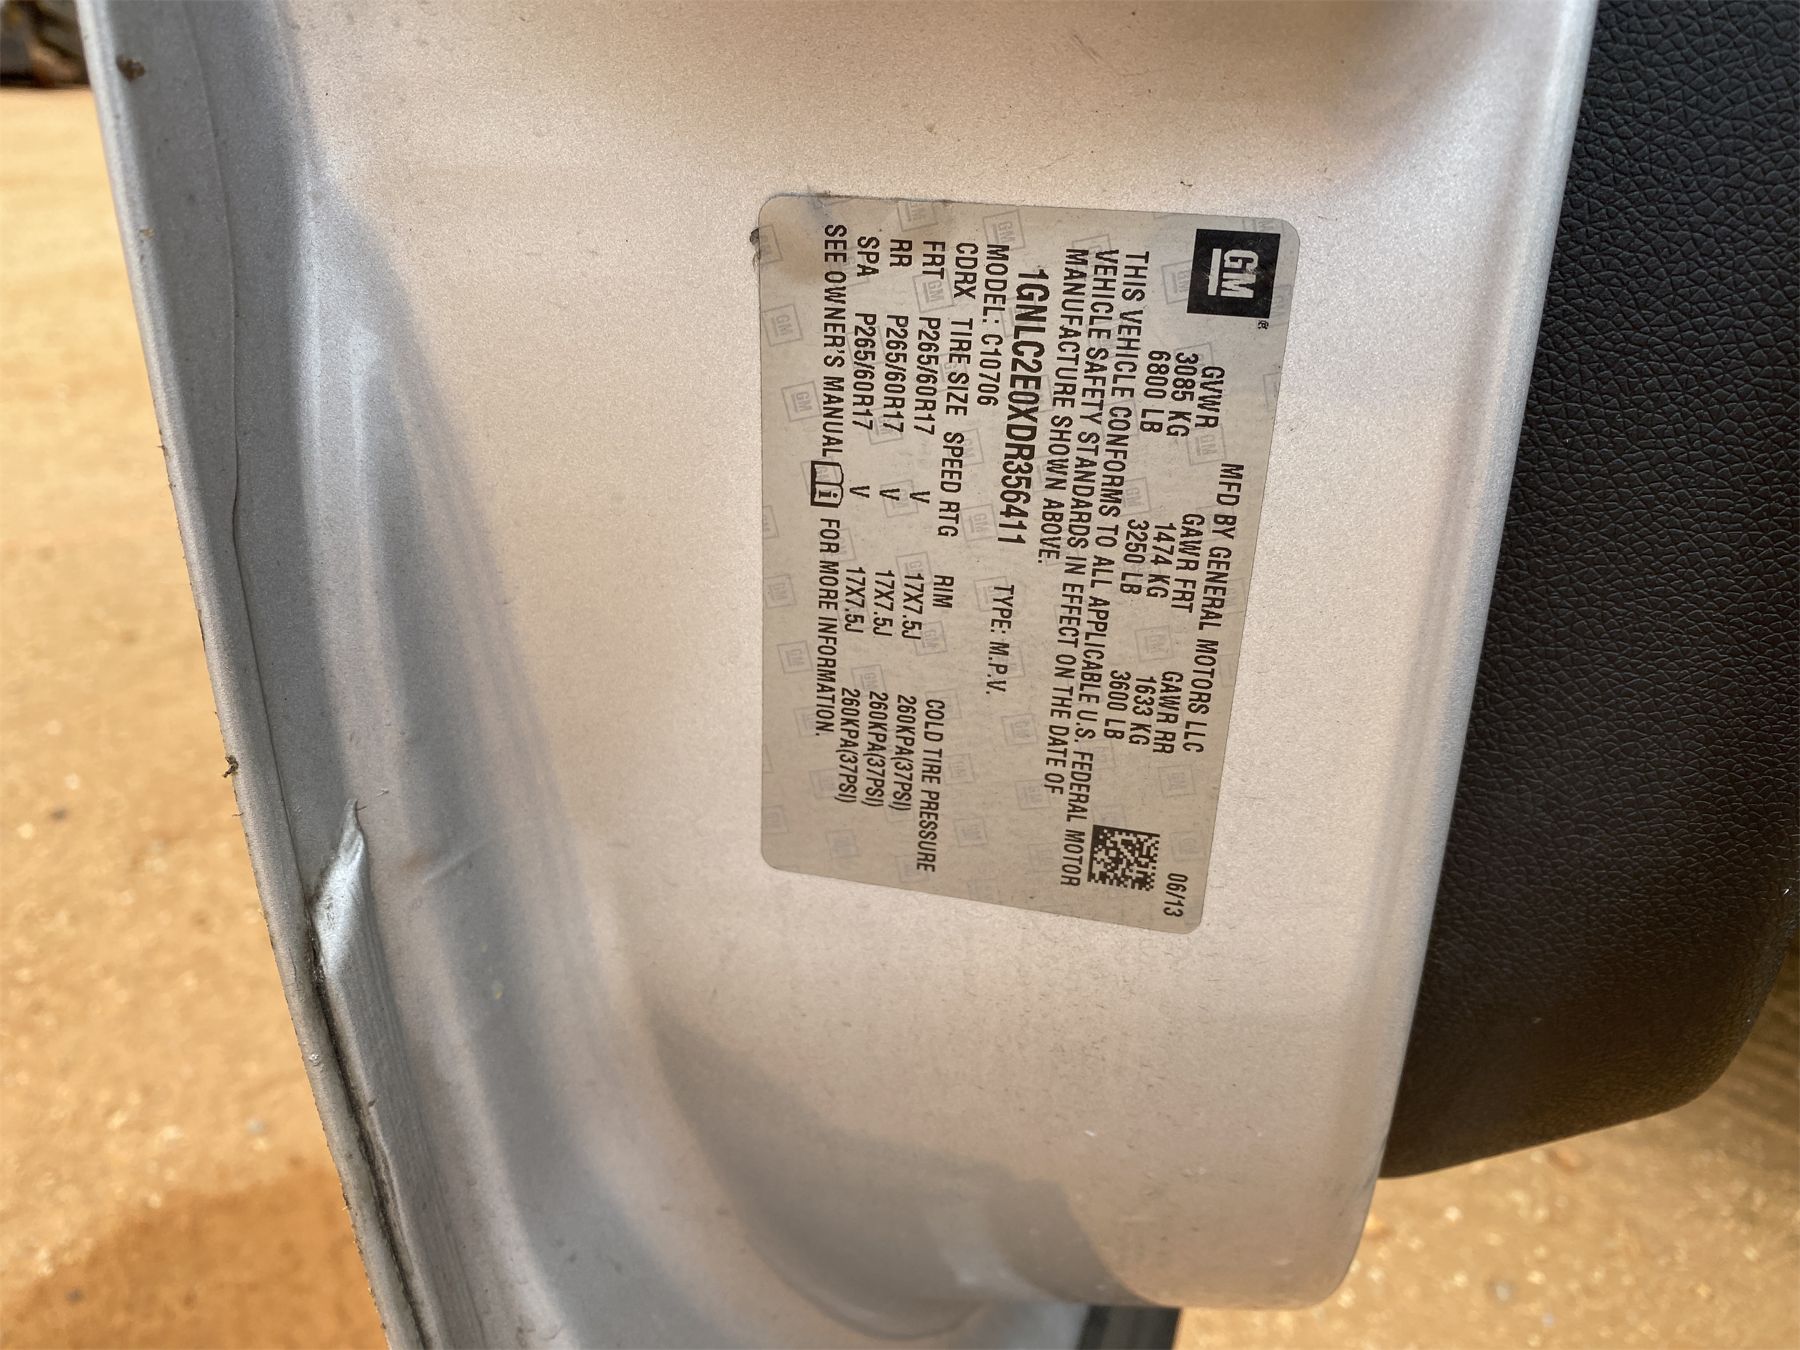 GM®
MFD BY GENERAL MOTORS LLC 06/13
GVWR GAWR FRT GAWR RR
3085 KG 1474 KG 1633 KG
6800 LB 3250 LB 3600 LB
THIS VEHICLE CONFORMS TO ALL APPLICABLE U.S. FEDERAL MOTOR
VEHICLE SAFETY STANDARDS IN EFFECT ON THE DATE OF
MANUFACTURE SHOWN ABOVE.
1GNLC2E0XDR356411 TYPE: M.P.V.
MODEL: C10706
CDRX TIRE SIZE SPEED RTG RIM COLD TIRE PRESSURE
FRT P265/60R17 V 17X7.5J 260KPA(37PSI)
RR P265/60R17 V 17X7.5J 260KPA(37PSI)
SPA P265/60R17 V 17X7.5J 260KPA(37PSI)
SEE OWNER'S MANUAL i FOR MORE INFORMATION.